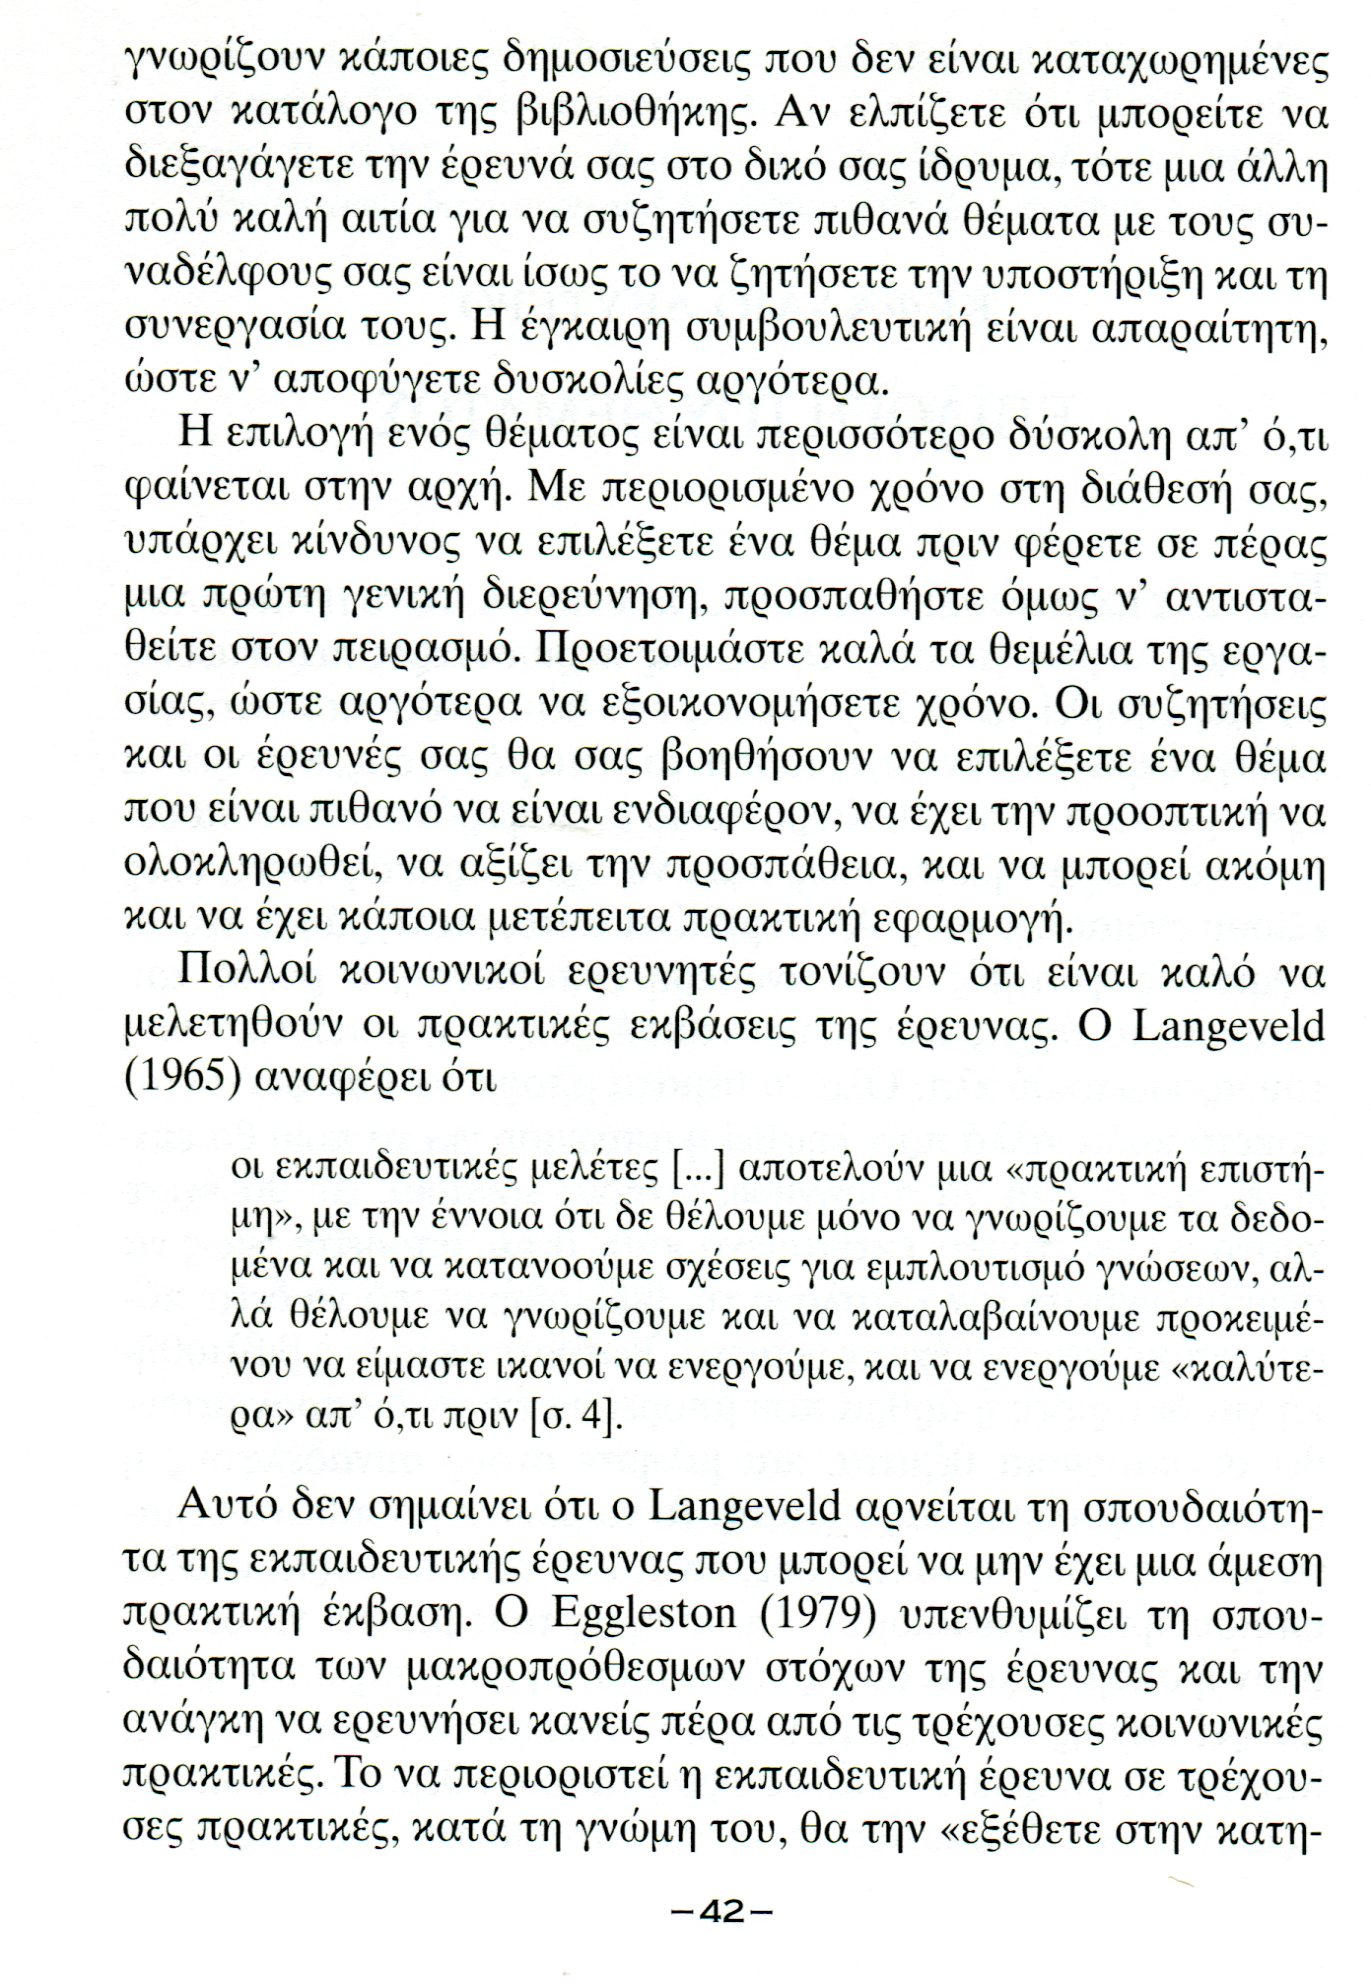 γνωρίζουν κάποιες δημοσιεύσεις που δεν είναι καταχωρημένες
στον κατάλογο της βιβλιοθήκης. Αν ελπίζετε ότι μπορείτε να
διεξαγάγετε την έρευνά σας στο δικό σας ίδρυμα, τότε μια άλλη
πολύ καλή αιτία για να συζητήσετε πιθανά θέματα με τους συ-
ναδέλφους σας είναι ίσως το να ζητήσετε την υποστήριξη και τη
συνεργασία τους. Η έγκαιρη συμβουλευτική είναι απαραίτητη,
ώστε ν’ αποφύγετε δυσκολίες αργότερα.
Η επιλογή ενός θέματος είναι περισσότερο δύσκολη απ’ ό,τι
φαίνεται στην αρχή. Με περιορισμένο χρόνο στη διάθεσή σας,
υπάρχει κίνδυνος να επιλέξετε ένα θέμα πριν φέρετε σε πέρας
μια πρώτη γενική διερεύνηση, προσπαθήστε όμως ν’ αντιστα-
θείτε στον πειρασμό. Προετοιμάστε καλά τα θεμέλια της εργα-
σίας, ώστε αργότερα να εξοικονομήσετε χρόνο. Οι συζητήσεις
και οι έρευνές σας θα σας βοηθήσουν να επιλέξετε ένα θέμα
που είναι πιθανό να είναι ενδιαφέρον, να έχει την προοπτική να
ολοκληρωθεί, να αξίζει την προσπάθεια, και να μπορεί ακόμη
και να έχει κάποια μετέπειτα πρακτική εφαρμογή.
Πολλοί κοινωνικοί ερευνητές τονίζουν ότι είναι καλό να
μελετηθούν οι πρακτικές εκβάσεις της έρευνας. Ο Langeveld
(1965) αναφέρει ότι
οι εκπαιδευτικές μελέτες [...] αποτελούν μια «πρακτική επιστή-
μη», με την έννοια ότι δε θέλουμε μόνο να γνωρίζουμε τα δεδο-
μένα και να κατανοούμε σχέσεις για εμπλουτισμό γνώσεων, αλ-
λά θέλουμε να γνωρίζουμε και να καταλαβαίνουμε προκειμέ-
νου να είμαστε ικανοί να ενεργούμε, και να ενεργούμε «καλύτε-
ρα» απ’ ό,τι πριν [σ. 4].
Αυτό δεν σημαίνει ότι ο Langeveld αρνείται τη σπουδαιότη-
τα της εκπαιδευτικής έρευνας που μπορεί να μην έχει μια άμεση
πρακτική έκβαση. Ο Eggleston (1979) υπενθυμίζει τη σπου-
δαιότητα των μακροπρόθεσμων στόχων της έρευνας και την
ανάγκη να ερευνήσει κανείς πέρα από τις τρέχουσες κοινωνικές
πρακτικές. Το να περιοριστεί η εκπαιδευτική έρευνα σε τρέχου-
σες πρακτικές, κατά τη γνώμη του, θα την «εξέθετε στην κατη-
–42–